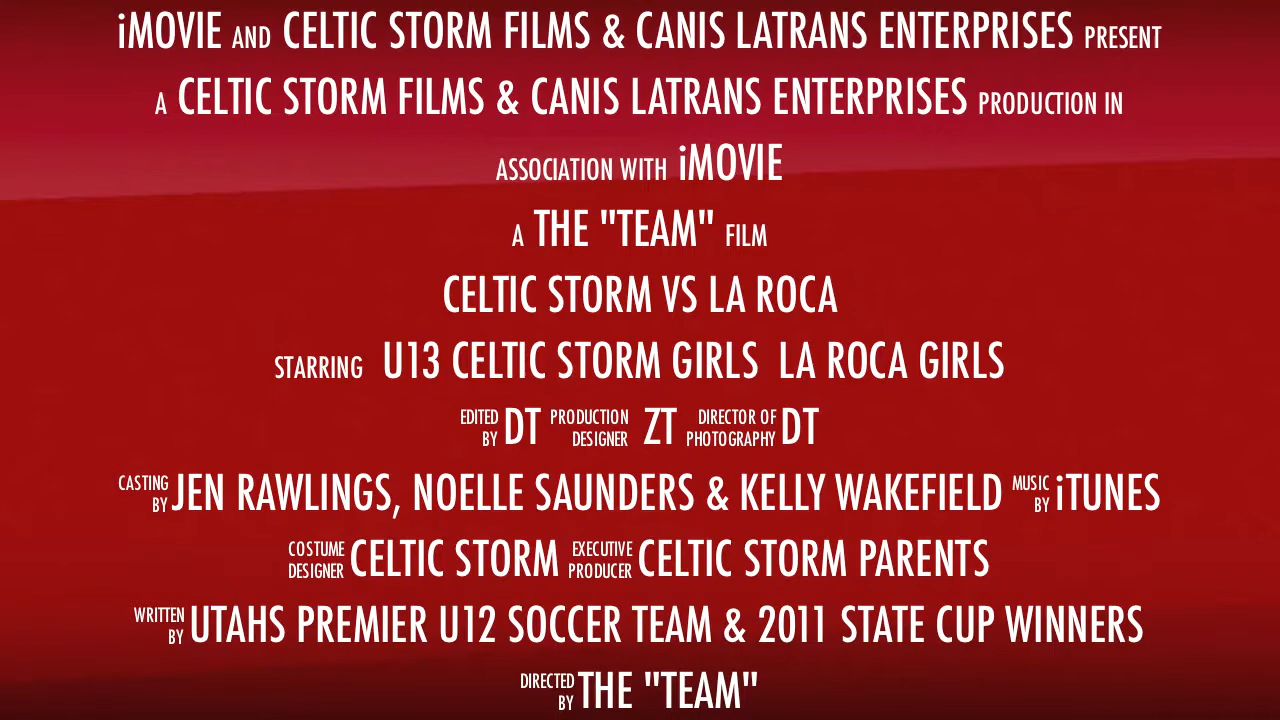 iMOVIE AND CELTIC STORM FILMS & CANIS LATRANS ENTERPRISES PRESENT
A CELTIC STORM FILMS & CANIS LATRANS ENTERPRISES PRODUCTION IN
ASSOCIATION WITH iMOVIE
A THE "TEAM" FILM
CELTIC STORM VS LA ROCA
STARRING U13 CELTIC STORM GIRLS LA ROCA GIRLS
EDITED BY DT PRODUCTION DESIGNER ZT DIRECTOR OF PHOTOGRAPHY DT
CASTING BY JEN RAWLINGS, NOELLE SAUNDERS & KELLY WAKEFIELD MUSIC BY iTUNES
COSTUME DESIGNER CELTIC STORM EXECUTIVE PRODUCER CELTIC STORM PARENTS
WRITTEN BY UTAHS PREMIER U12 SOCCER TEAM & 2011 STATE CUP WINNERS
DIRECTED BY THE "TEAM"